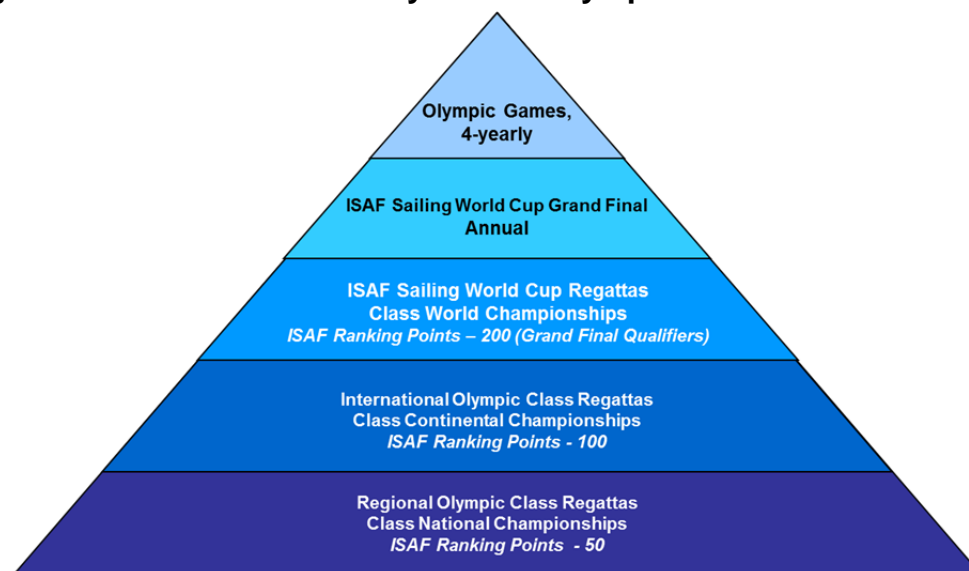 Olympic Games,
4-yearly
ISAF Sailing World Cup Grand Final
Annual
ISAF Sailing World Cup Regattas
Class World Championships
ISAF Ranking Points – 200 (Grand Final Qualifiers)
International Olympic Class Regattas
Class Continental Championships
ISAF Ranking Points - 100
Regional Olympic Class Regattas
Class National Championships
ISAF Ranking Points - 50